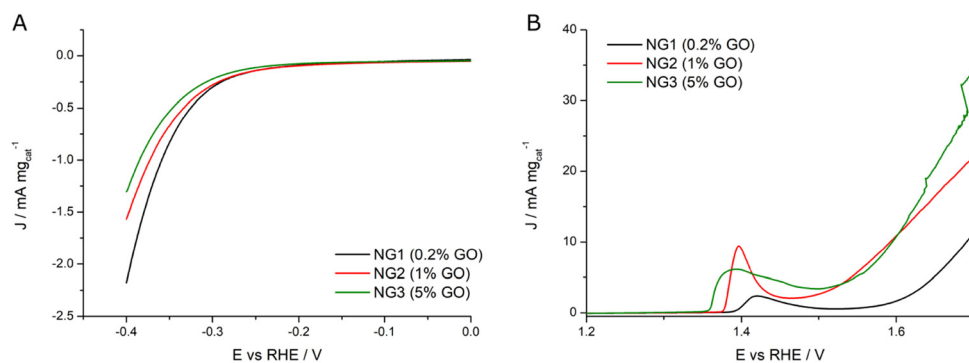 A
0.0
-0.5
-1.0
-1.5
-2.0
-2.5
J / mA mg_cat^-1
NG1 (0.2% GO)
NG2 (1% GO)
NG3 (5% GO)
-0.4
-0.3
-0.2
-0.1
0.0
E vs RHE / V
B
40
30
20
10
0
J / mA mg_cat^-1
NG1 (0.2% GO)
NG2 (1% GO)
NG3 (5% GO)
1.2
1.4
1.6
E vs RHE / V